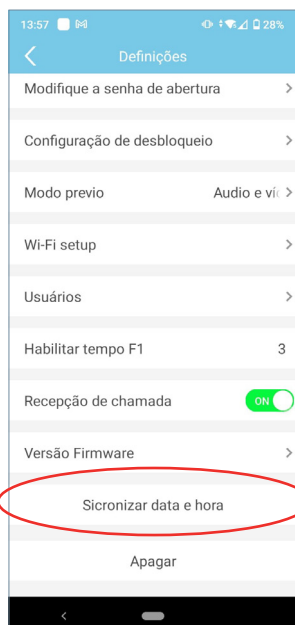 13:57 28%
Definições
Modifique a senha de abertura
Configuração de desbloqueio
Modo previo Audio e ví
Wi-Fi setup
Usuários
Habilitar tempo F1 3
Recepção de chamada ON
Versão Firmware
Sicronizar data e hora
Apagar